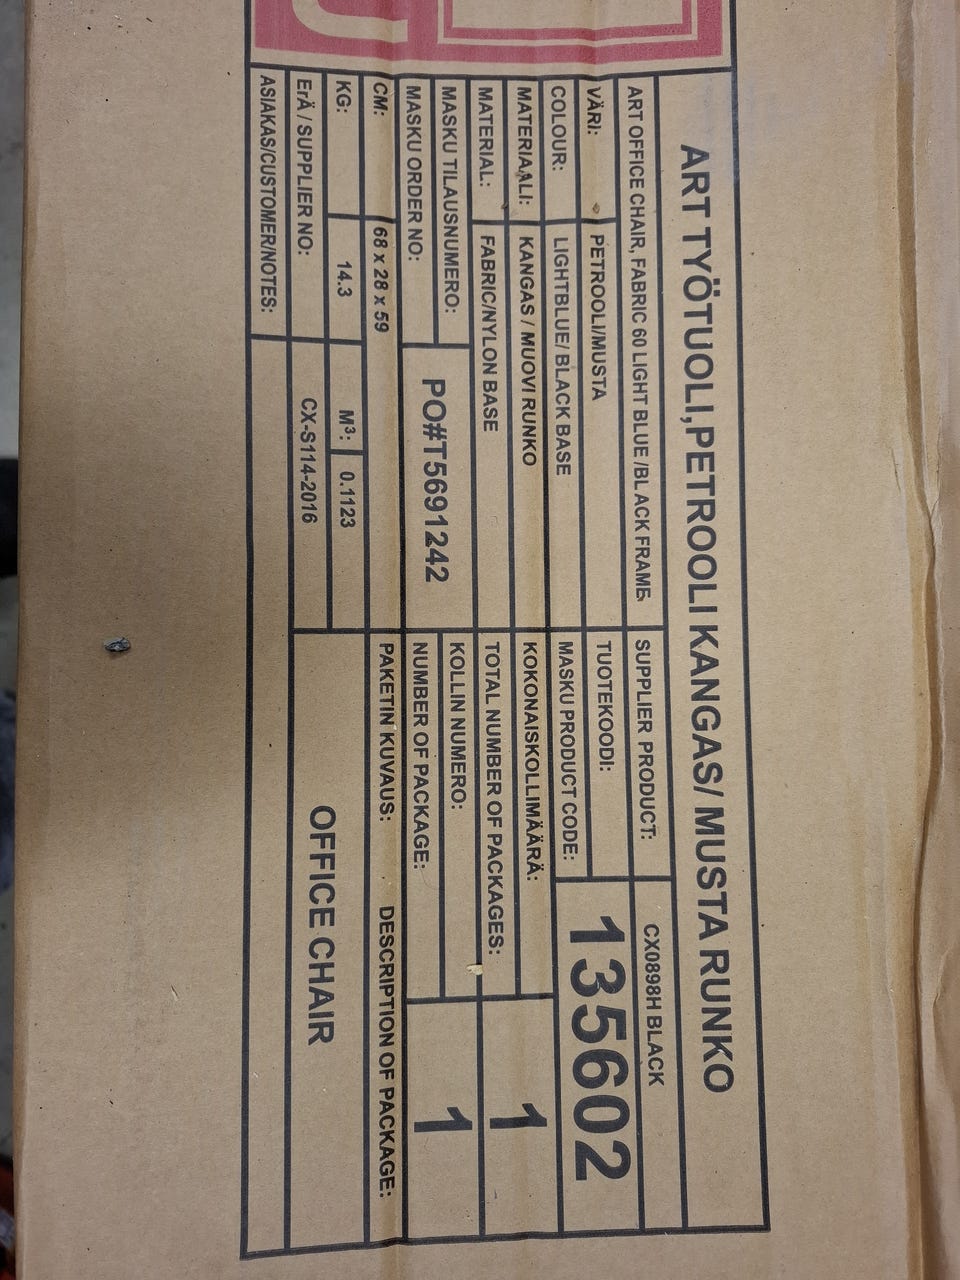 ART TYÖTUOLI,PETROOLI KANGAS/ MUSTA RUNKO
ART OFFICE CHAIR, FABRIC 60 LIGHT BLUE /BLACK FRAME
SUPPLIER PRODUCT: CX0898H BLACK
VÄRI: PETROOLI/MUSTA
COLOUR: LIGHTBLUE/ BLACK BASE
TUOTEKOODI:
MASKU PRODUCT CODE:
135602
MATERIAALI: KANGAS / MUOVI RUNKO
MATERIAL: FABRIC/NYLON BASE
KOKONAISKOLLIMÄÄRÄ:
TOTAL NUMBER OF PACKAGES:
1
MASKU TILAUSNUMERO:
MASKU ORDER NO:
PO#T5691242
KOLLIN NUMERO:
NUMBER OF PACKAGE:
1
CM: 68 x 28 x 59
PAKETIN KUVAUS: DESCRIPTION OF PACKAGE:
KG: 14.3 M³: 0.1123
ErÄ / SUPPLIER NO: CX-S114-2016
OFFICE CHAIR
ASIAKAS/CUSTOMER/NOTES: